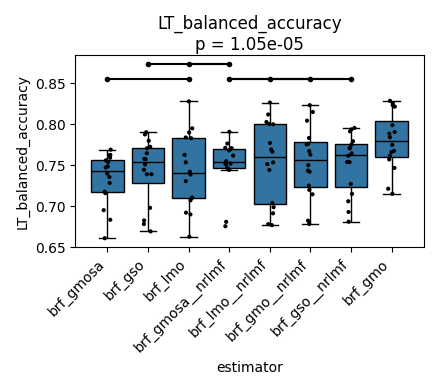 LT_balanced_accuracy
p = 1.05e-05
LT_balanced_accuracy
0.85
0.80
0.75
0.70
0.65
brf_gmosa
brf_gso
brf_lmo
brf_gmosa__nrlmf
brf_lmo__nrlmf
brf_gmo__nrlmf
brf_gso__nrlmf
brf_gmo
estimator